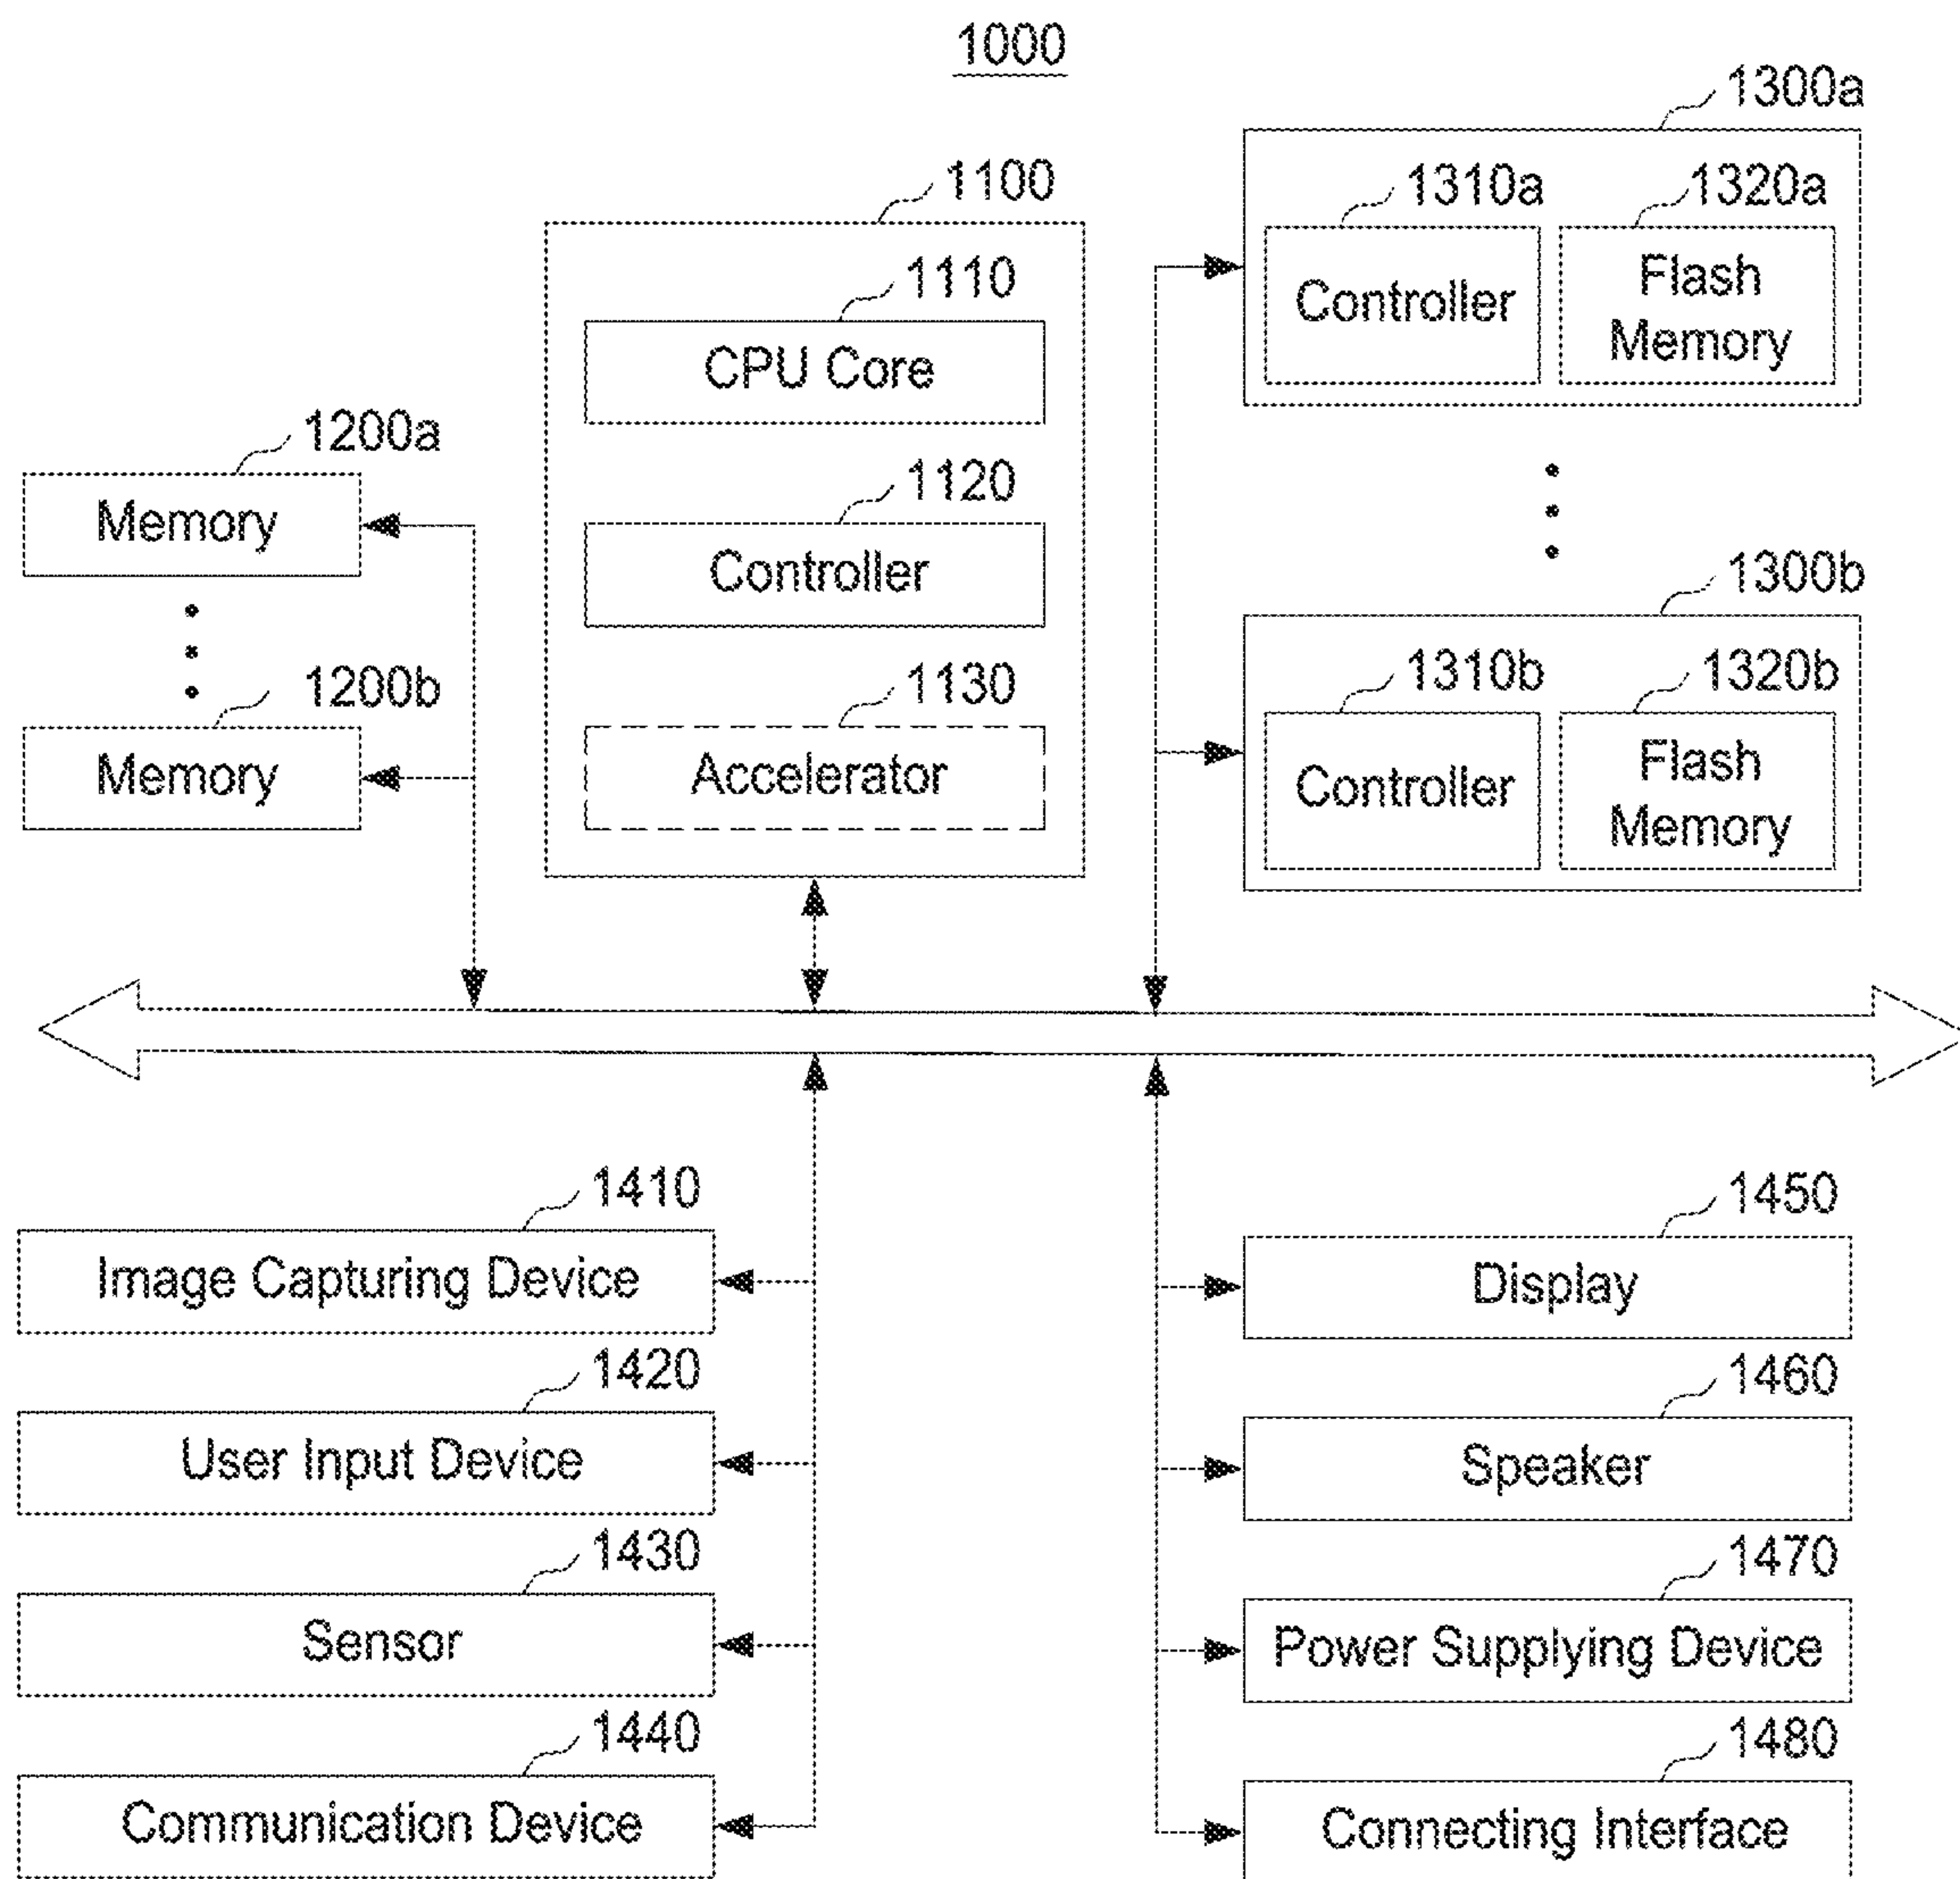 1000
1300a
1310a
1320a
Controller
Flash
Memory
1100
1110
CPU Core
1120
Controller
1130
Accelerator
1200a
Memory
1200b
Memory
1300b
1310b
1320b
Controller
Flash
Memory
1410
Image Capturing Device
1420
User Input Device
1430
Sensor
1440
Communication Device
1450
Display
1460
Speaker
1470
Power Supplying Device
1480
Connecting Interface